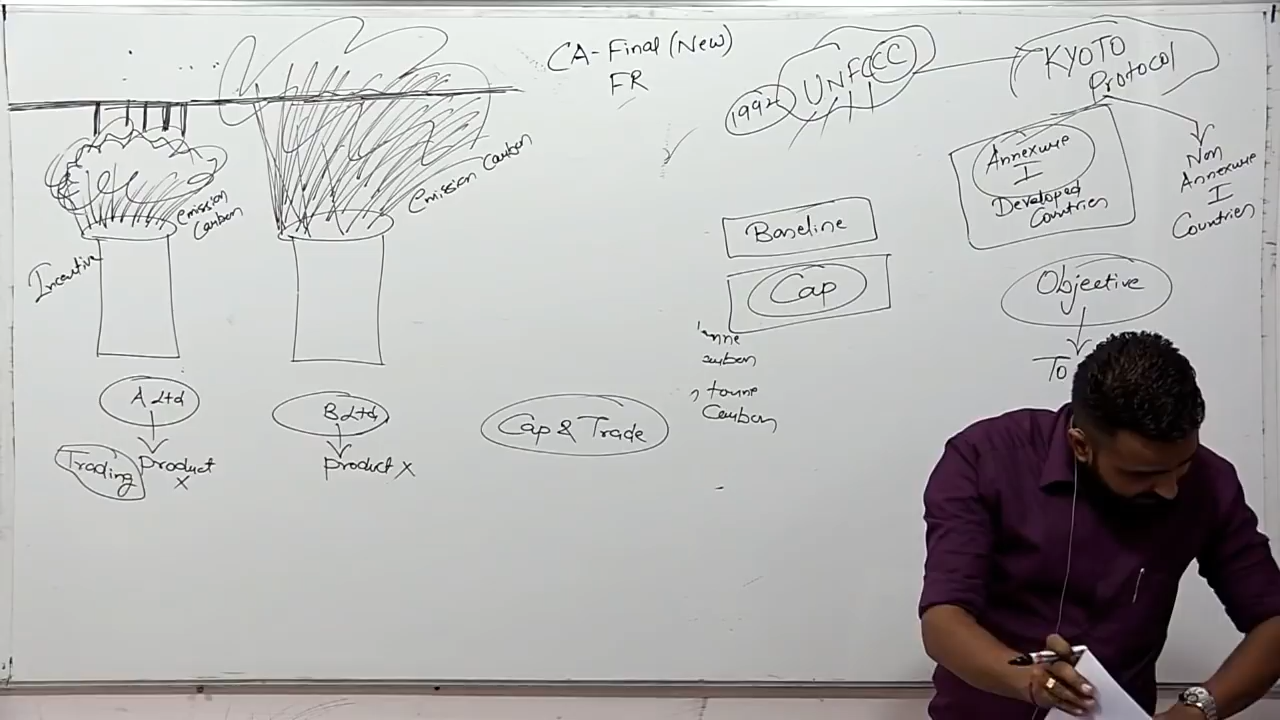 CA-Final (New)
FR
1992
UNFCCC
KYOTO
Protocol
Annexure
I
Developed
Countries
Non
Annexure
I
Countries
emission
Carbon
emission Carbon
Incentive
Baseline
Cap
Objective
To
tonne
Carbon
A Ltd
B Ltd
Cap & Trade
Trading
Product
X
Product X